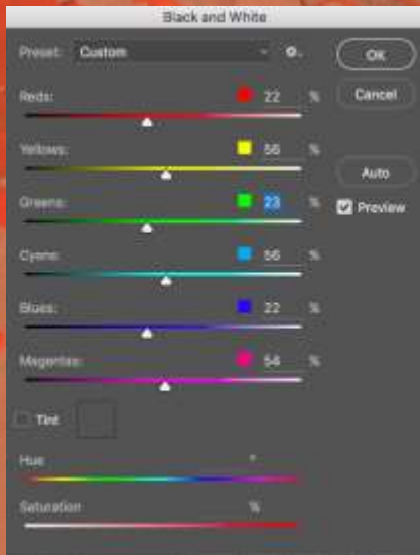 Black and White
Preset: Custom
OK
Reds: 22 %
Cancel
Yellows: 56 %
Auto
Greens: 23 %
Preview
Cyans: 56 %
Blues: 22 %
Magentas: 54 %
Tint
Hue °
Saturation %